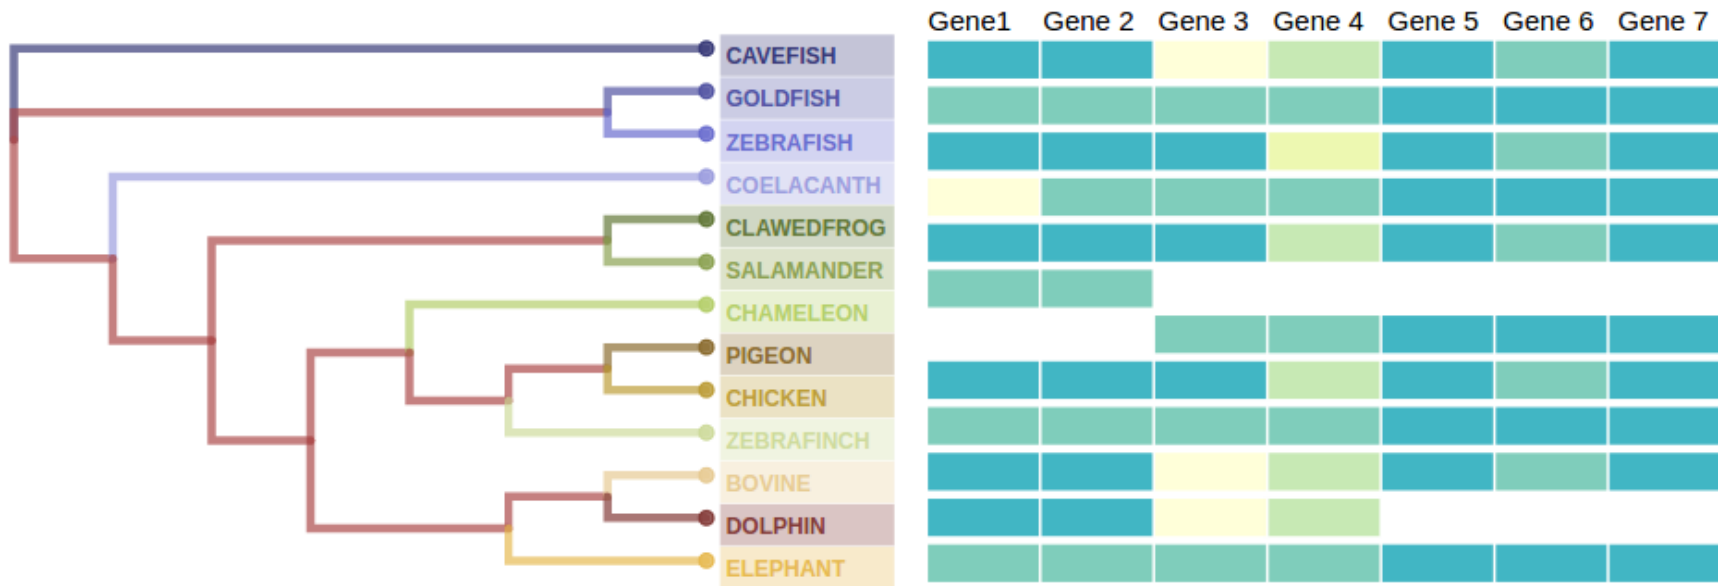 Gene1 Gene 2 Gene 3 Gene 4 Gene 5 Gene 6 Gene 7
CAVEFISH
GOLDFISH
ZEBRAFISH
COELACANTH
CLAWEDFROG
SALAMANDER
CHAMELEON
PIGEON
CHICKEN
ZEBRAFINCH
BOVINE
DOLPHIN
ELEPHANT